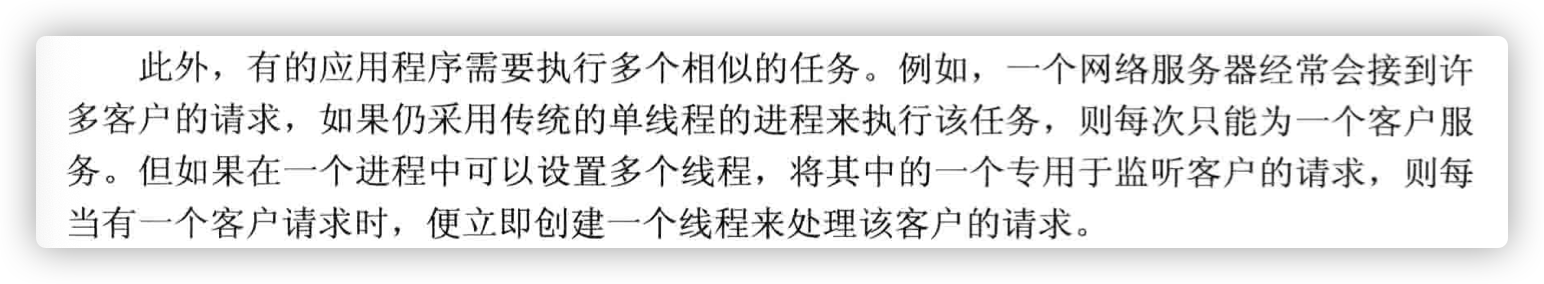 此外，有的应用程序需要执行多个相似的任务。例如，一个网络服务器经常会接到许
多客户的请求，如果仍采用传统的单线程的进程来执行该任务，则每次只能为一个客户服
务。但如果在一个进程中可以设置多个线程，将其中的一个专用于监听客户的请求，则每
当有一个客户请求时，便立即创建一个线程来处理该客户的请求。